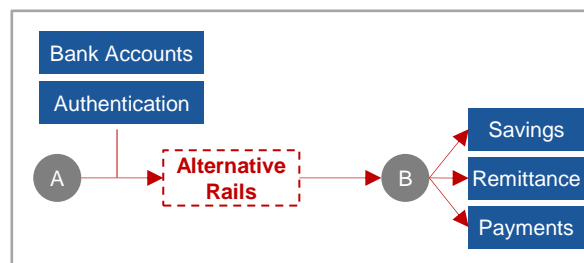 Bank Accounts
Authentication
A
Alternative
Rails
B
Savings
Remittance
Payments